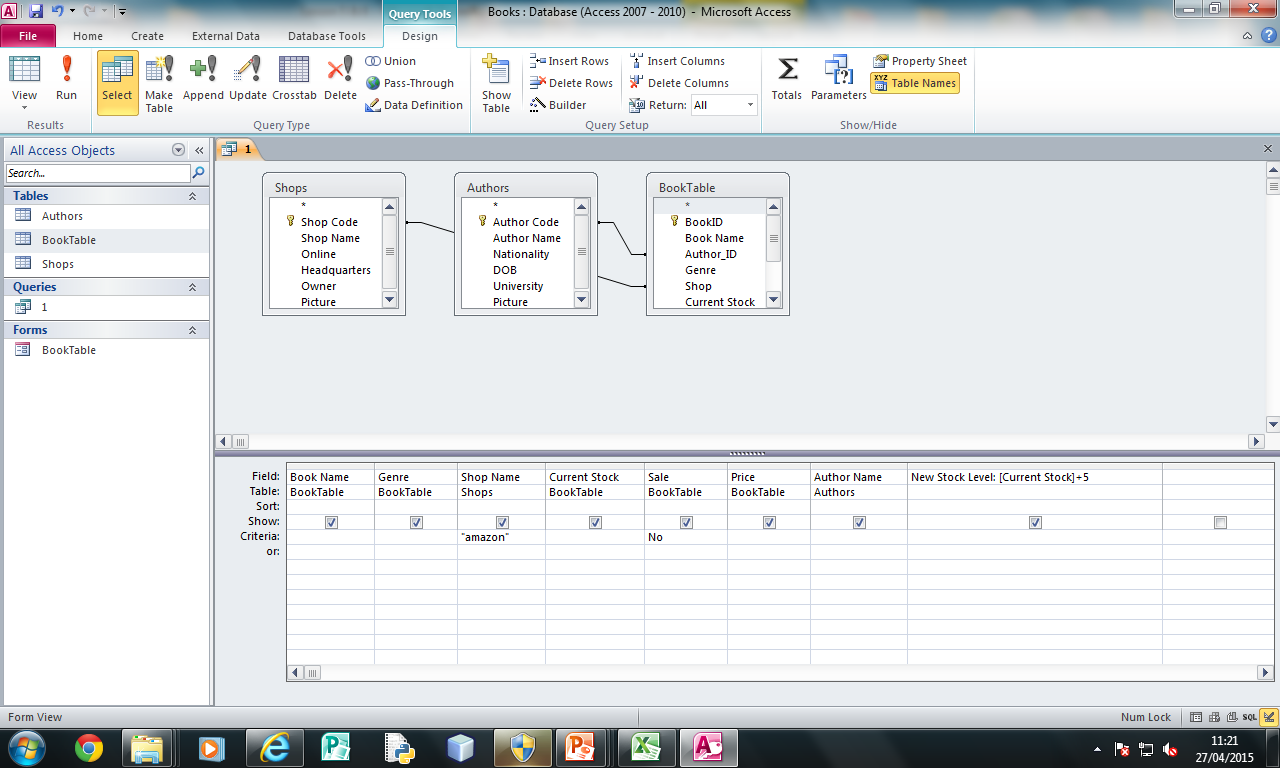 Query Tools
Books : Database (Access 2007 - 2010) - Microsoft Access
File Home Create External Data Database Tools Design
View
Run
Results
Select
Make Table
Append
Update
Crosstab
Delete
Union
Pass-Through
Data Definition
Query Type
Show Table
Insert Rows
Delete Rows
Builder
Insert Columns
Delete Columns
Return: All
Query Setup
Totals
Parameters
Property Sheet
XYZ Table Names
Show/Hide
All Access Objects
Search...
Tables
Authors
BookTable
Shops
Queries
1
Forms
BookTable
1
Shops
*
Shop Code
Shop Name
Online
Headquarters
Owner
Picture
Authors
*
Author Code
Author Name
Nationality
DOB
University
Picture
BookTable
*
BookID
Book Name
Author_ID
Genre
Shop
Current Stock
Field: Book Name Genre Shop Name Current Stock Sale Price Author Name New Stock Level: [Current Stock]+5
Table: BookTable BookTable Shops BookTable BookTable BookTable Authors
Sort:
Show:
Criteria: "amazon" No
or:
Form View
Num Lock
SQL
11:21
27/04/2015